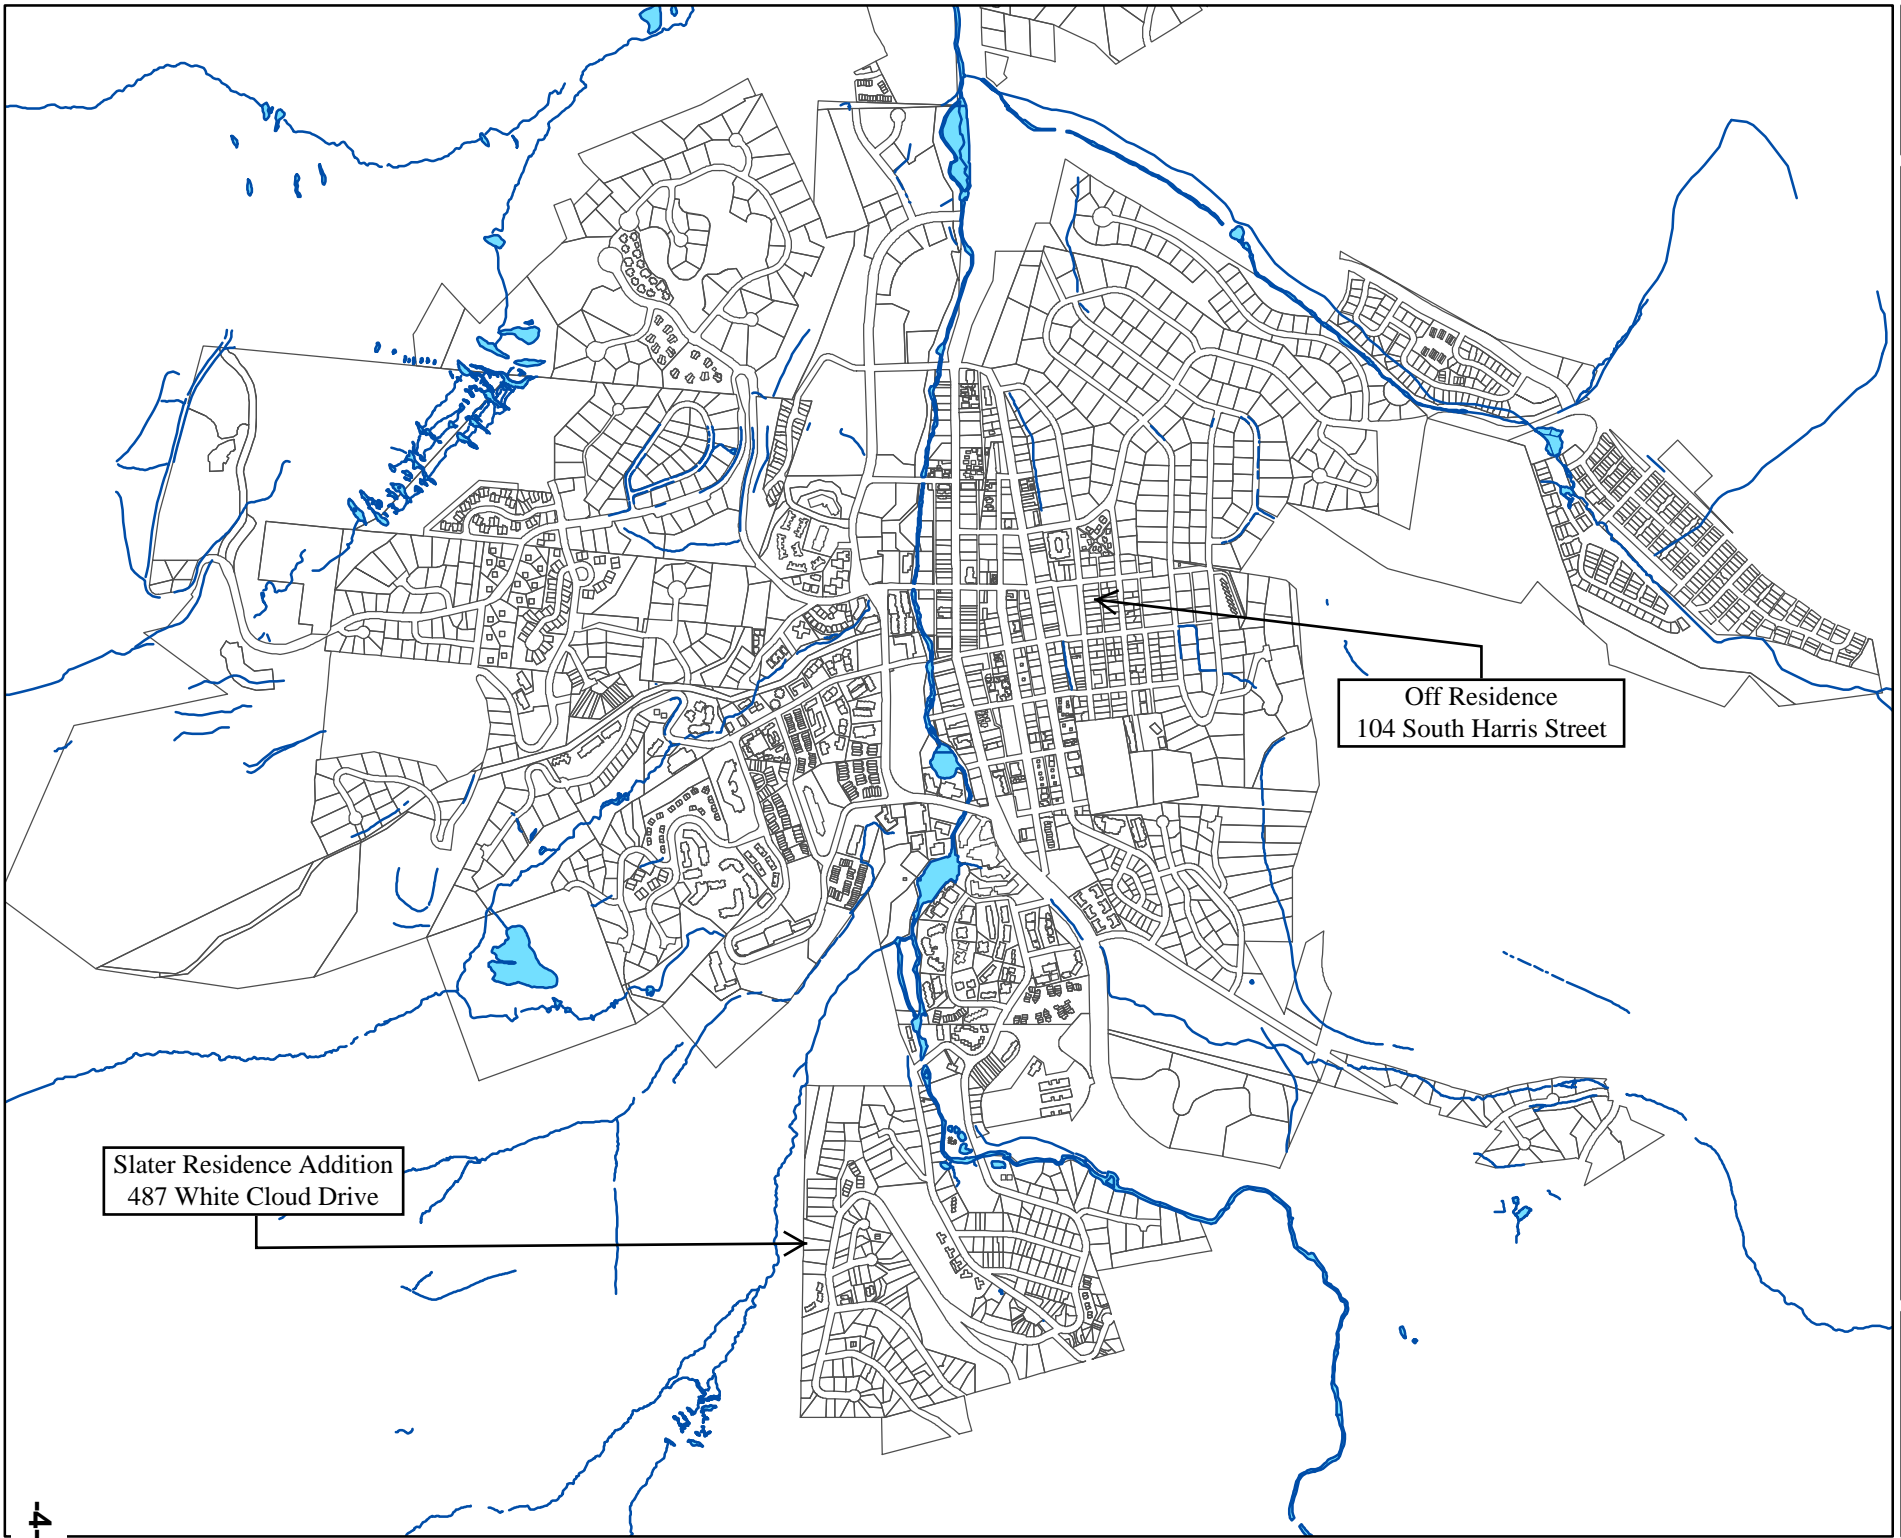 Off Residence
104 South Harris Street
Slater Residence Addition
487 White Cloud Drive
-4-